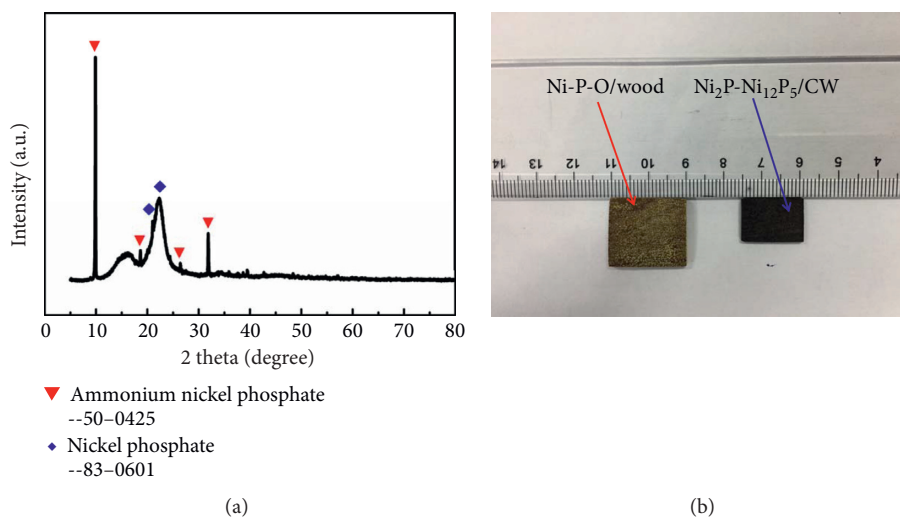 Intensity (a.u.)
0 10 20 30 40 50 60 70 80
2 theta (degree)
Ammonium nickel phosphate
--50–0425
Nickel phosphate
--83–0601
(a)
Ni-P-O/wood
Ni₂P-Ni₁₂P₅/CW
14 13 12 11 10 9 8 7 6 5 4
(b)